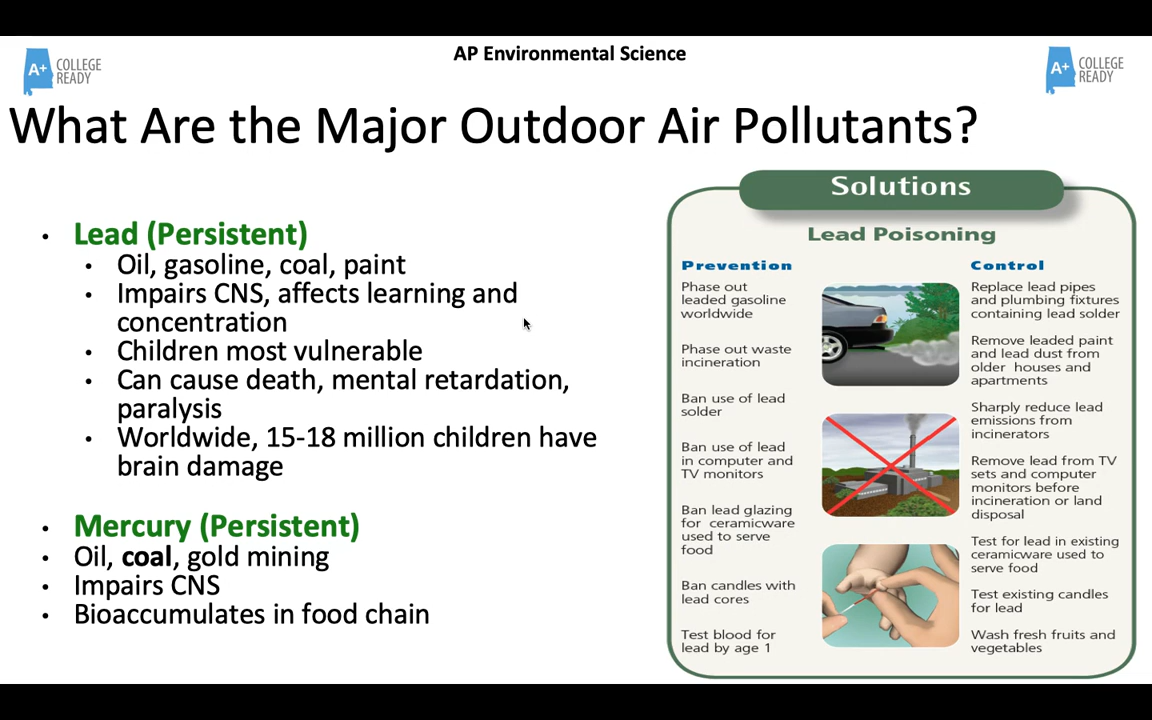 AP Environmental Science
A+ COLLEGE
READY
A+ COLLEGE
READY
What Are the Major Outdoor Air Pollutants?
• Lead (Persistent)
• Oil, gasoline, coal, paint
• Impairs CNS, affects learning and
concentration
• Children most vulnerable
• Can cause death, mental retardation,
paralysis
• Worldwide, 15-18 million children have
brain damage
• Mercury (Persistent)
• Oil, coal, gold mining
• Impairs CNS
• Bioaccumulates in food chain
Solutions
Lead Poisoning
Prevention
Phase out
leaded gasoline
worldwide
Phase out waste
incineration
Ban use of lead
solder
Ban use of lead
in computer and
TV monitors
Ban lead glazing
for ceramicware
used to serve
food
Ban candles with
lead cores
Test blood for
lead by age 1
Control
Replace lead pipes
and plumbing fixtures
containing lead solder
Remove leaded paint
and lead dust from
older houses and
apartments
Sharply reduce lead
emissions from
incinerators
Remove lead from TV
sets and computer
monitors before
incineration or land
disposal
Test for lead in existing
ceramicware used to
serve food
Test existing candles
for lead
Wash fresh fruits and
vegetables